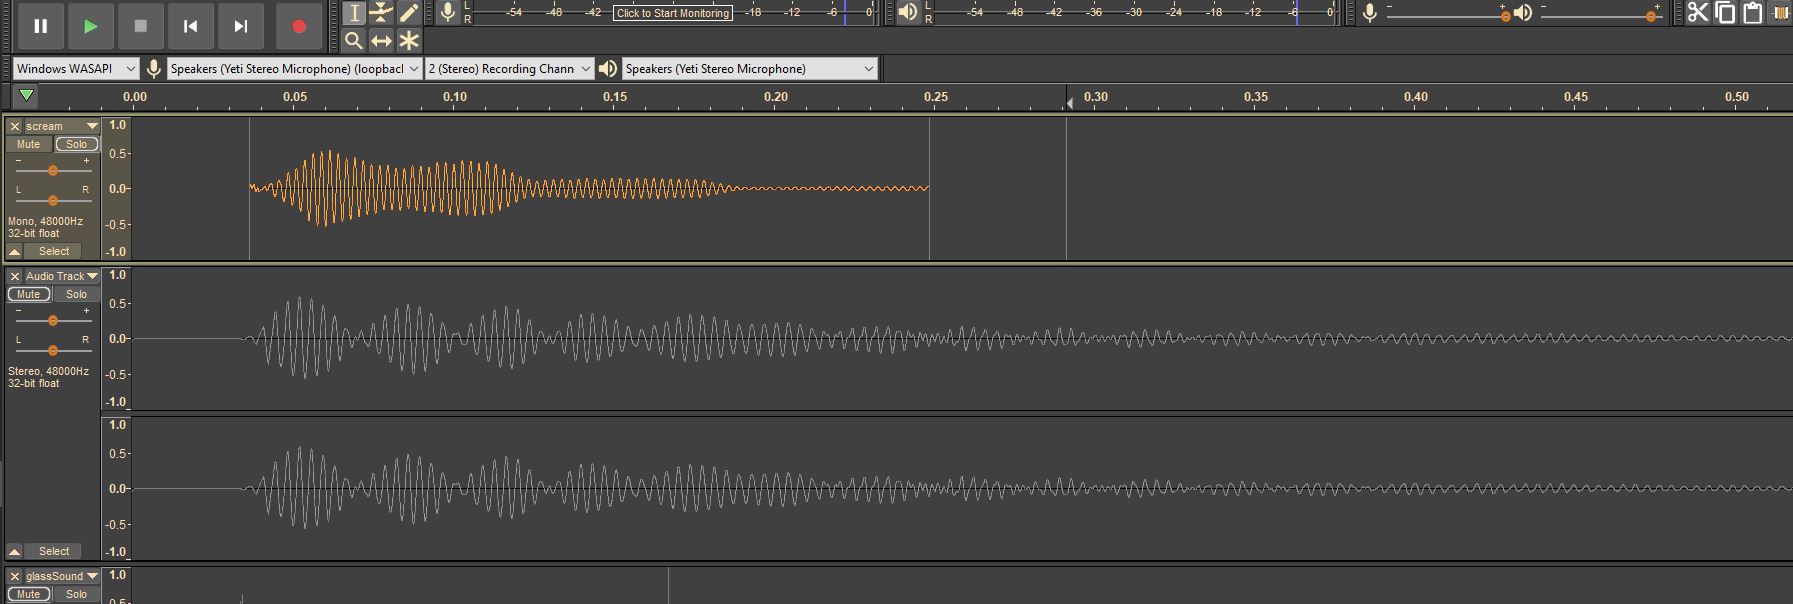 L
R
-54 -48 -42 Click to Start Monitoring -18 -12 -6 0
L
R
-54 -48 -42 -36 -30 -24 -18 -12 -6 0
Windows WASAPI
Speakers (Yeti Stereo Microphone) (loopbacl
2 (Stereo) Recording Chann
Speakers (Yeti Stereo Microphone)
0.00 0.05 0.10 0.15 0.20 0.25 0.30 0.35 0.40 0.45 0.50
scream
Mute Solo
- +
L R
Mono, 48000Hz
32-bit float
Select
1.0
0.5-
0.0-
-0.5-
-1.0
Audio Track
Mute Solo
- +
L R
Stereo, 48000Hz
32-bit float
Select
1.0
0.5-
0.0-
-0.5-
-1.0
1.0
0.5-
0.0-
-0.5-
-1.0
glassSound
Mute Solo
1.0
0.5-